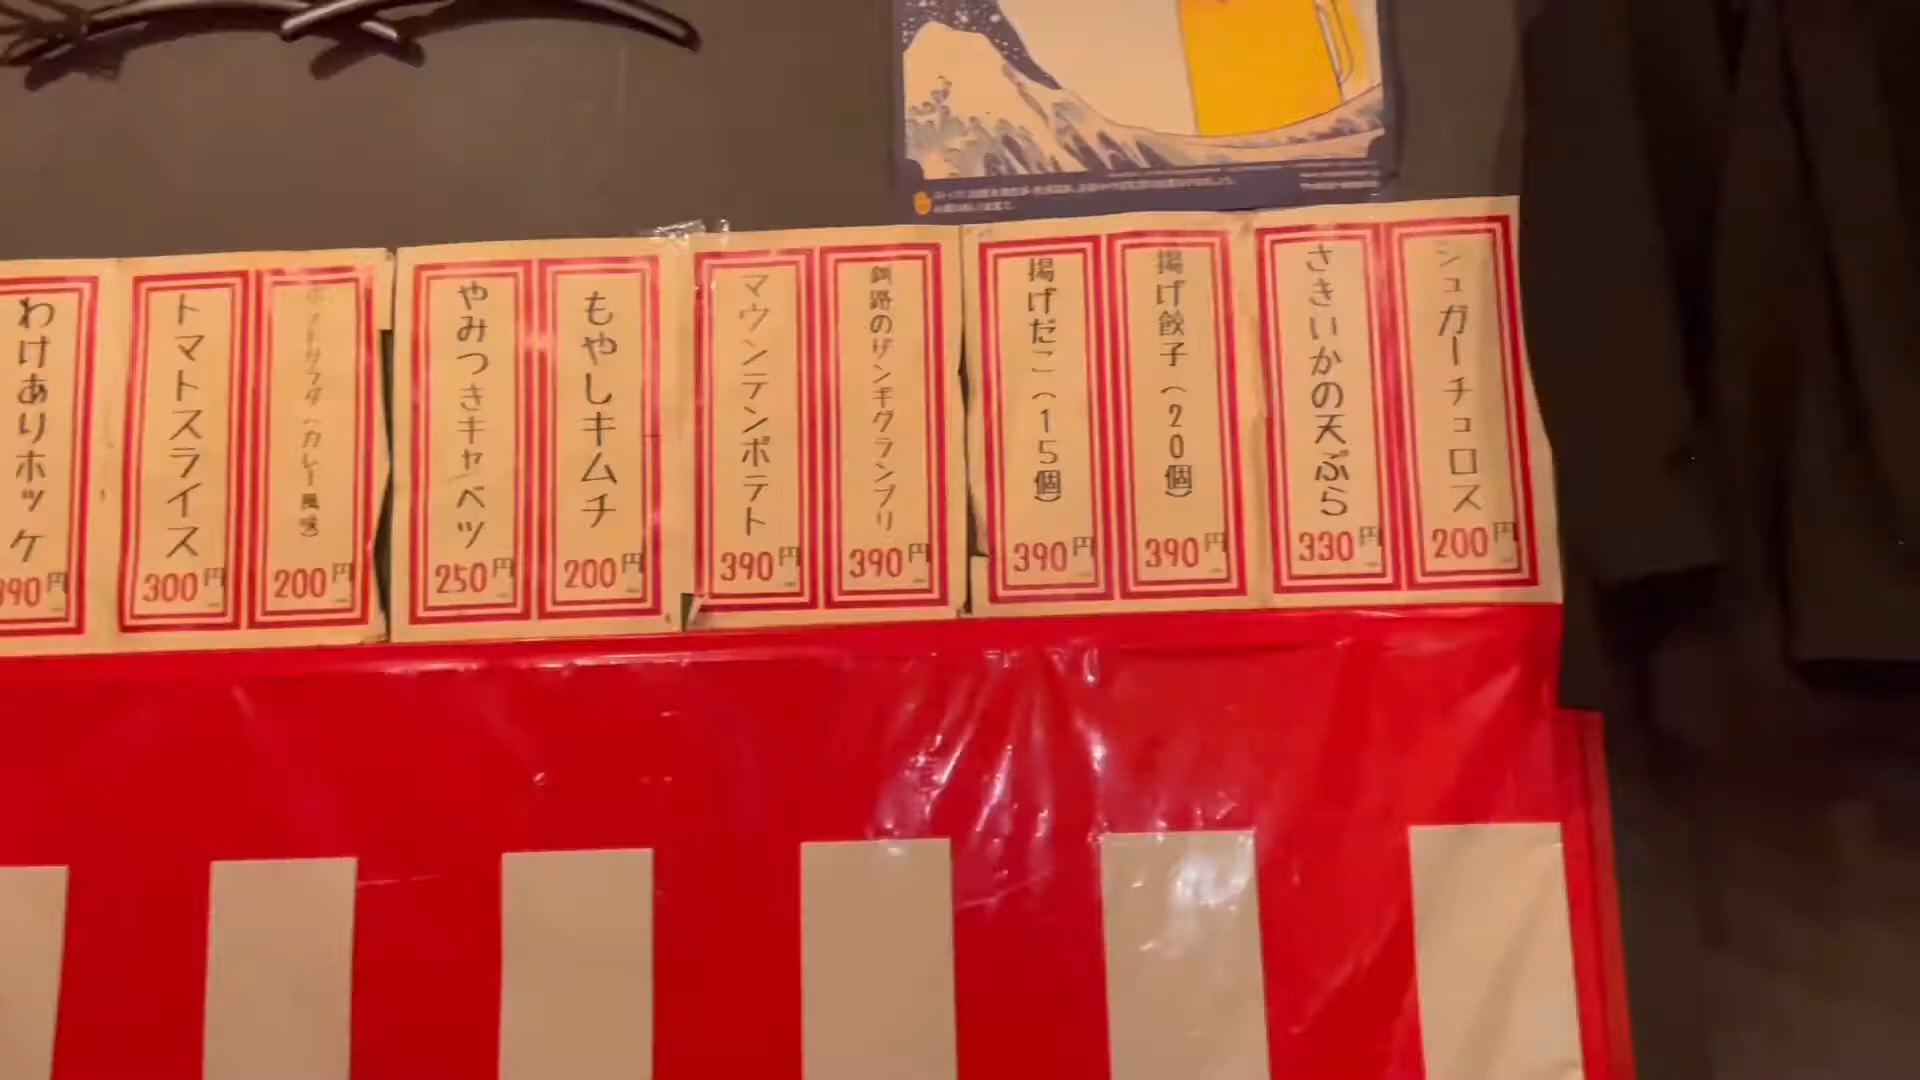 シュガーチュロス
200円
さきいかの天ぷら
330円
揚げ餃子(20個)
390円
揚げだこ(15個)
390円
釧路のザンギグランプリ
390円
マウンテンポテト
390円
もやしキムチ
200円
やみつきキャベツ
250円
ポテトサラダ(カレー風味)
200円
トマトスライス
300円
わけありホッケ
390円